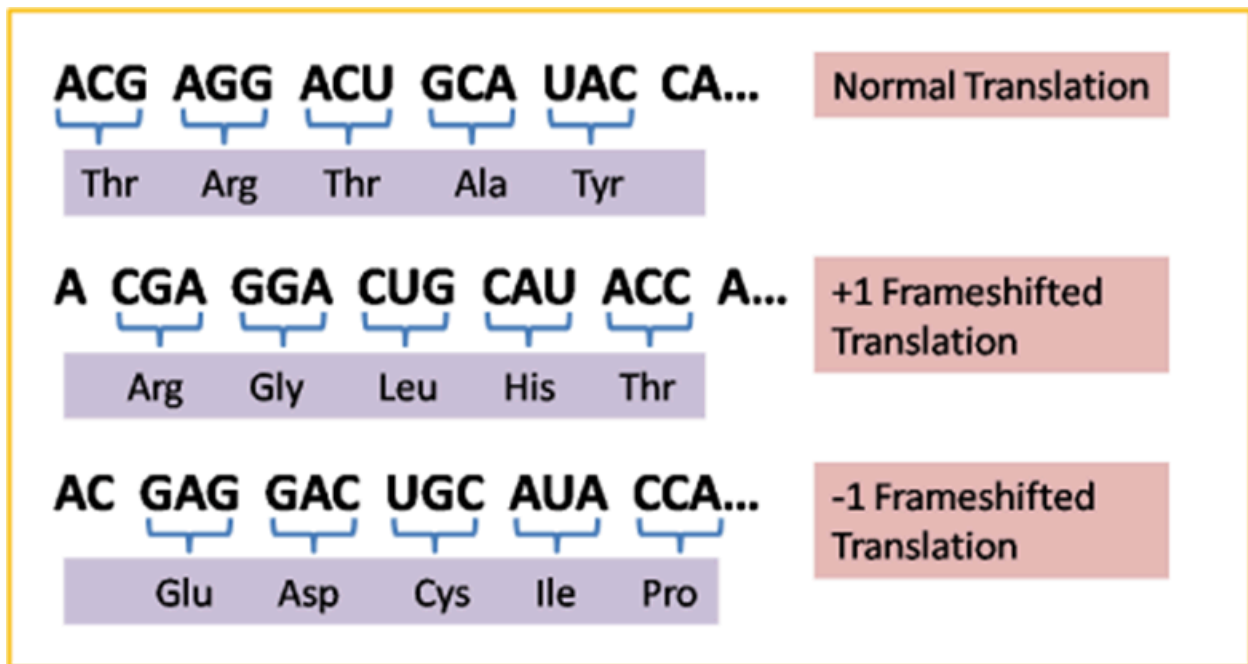 ACG AGG ACU GCA UAC CA...
Normal Translation
Thr Arg Thr Ala Tyr
A CGA GGA CUG CAU ACC A...
+1 Frameshifted
Translation
Arg Gly Leu His Thr
AC GAG GAC UGC AUA CCA...
-1 Frameshifted
Translation
Glu Asp Cys Ile Pro